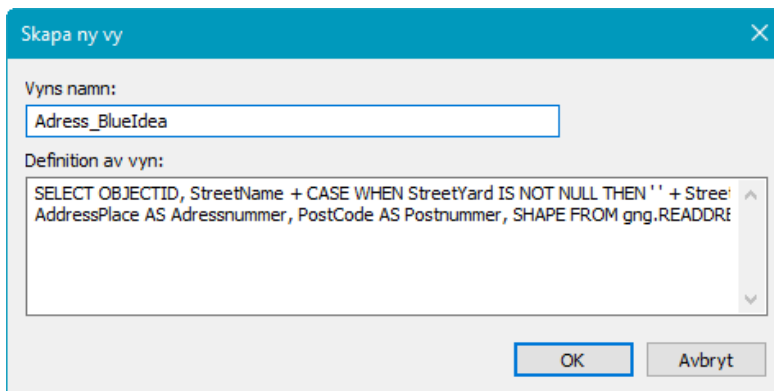 Skapa ny vy
Vyns namn:
Adress_BlueIdea
Definition av vyn:
SELECT OBJECTID, StreetName + CASE WHEN StreetYard IS NOT NULL THEN ' ' + Street
AddressPlace AS Adressnummer, PostCode AS Postnummer, SHAPE FROM gng.READDRE
OK
Avbryt